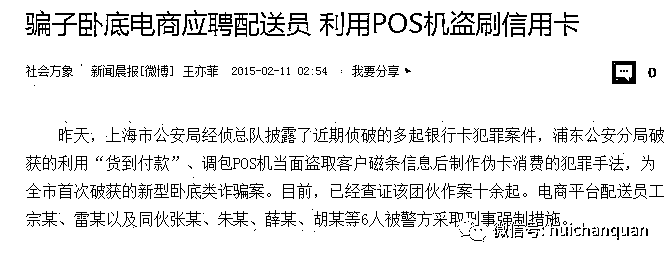 骗子卧底电商应聘配送员 利用POS机盗刷信用卡
社会万象 新闻晨报[微博] 王亦菲 2015-02-11 02:54 我要分享 0
昨天，上海市公安局经侦总队披露了近期侦破的多起银行卡犯罪案件，浦东公安分局破
获的利用“货到付款”、调包POS机当面盗取客户磁条信息后制作伪卡消费的犯罪手法，为
全市首次破获的新型卧底类诈骗案。目前，已经查证该团伙作案十余起。电商平台配送员工
宗某、雷某以及同伙张某、朱某、薛某、胡某等6人被警方采取刑事强制措施。
微信号: huichanquan